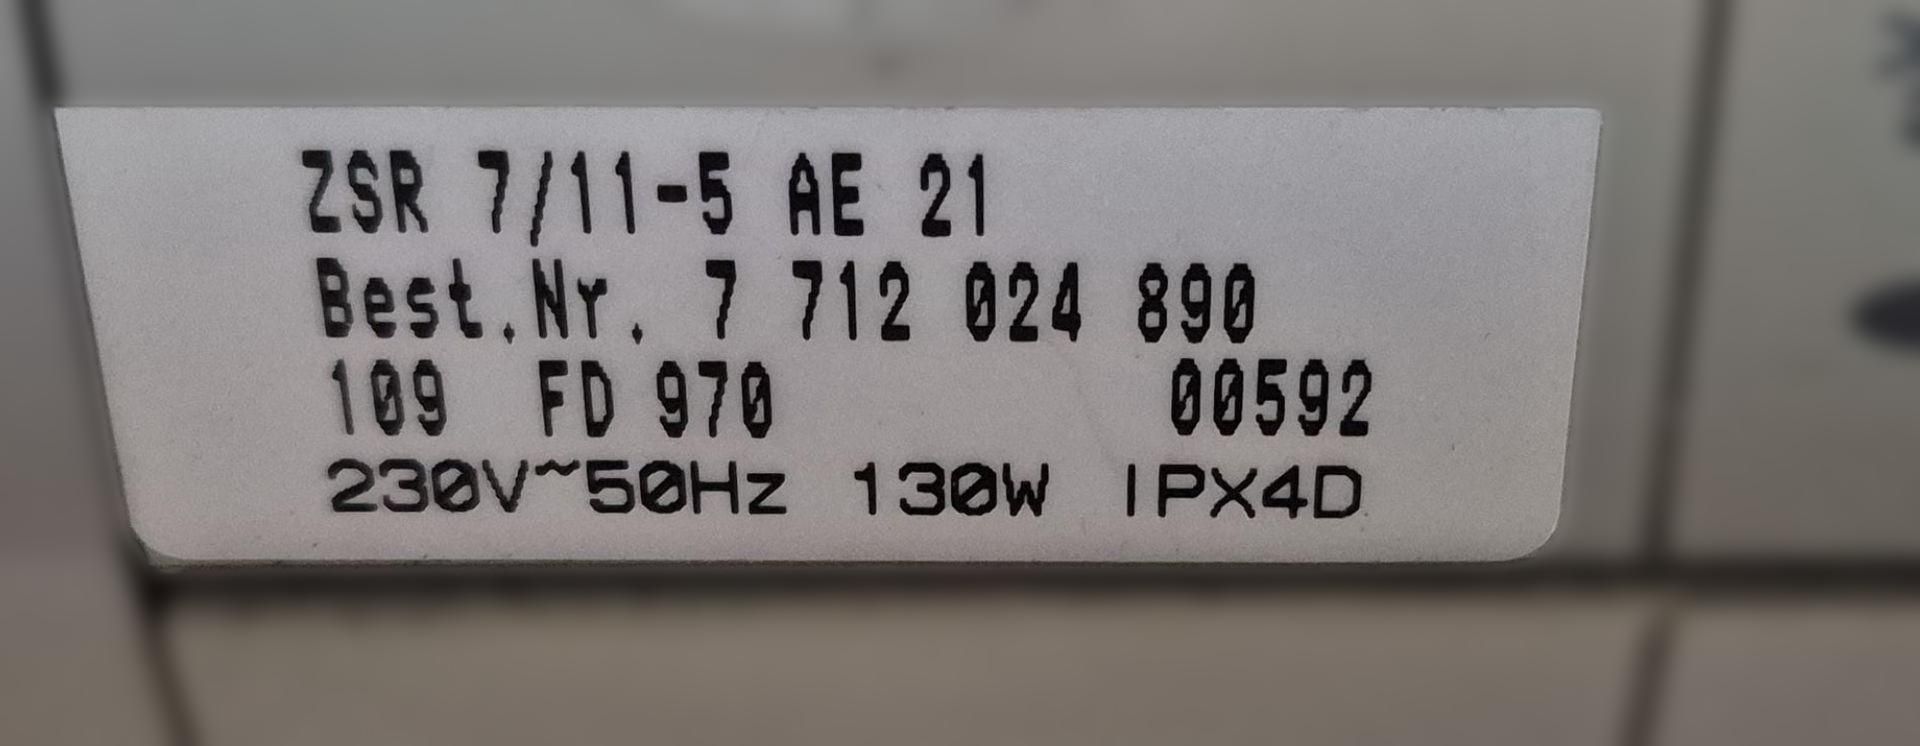 ZSR 7/11-5 AE 21
Best.Nr. 7 712 024 890
109 FD 970 00592
230V~50Hz 130W IPX4D